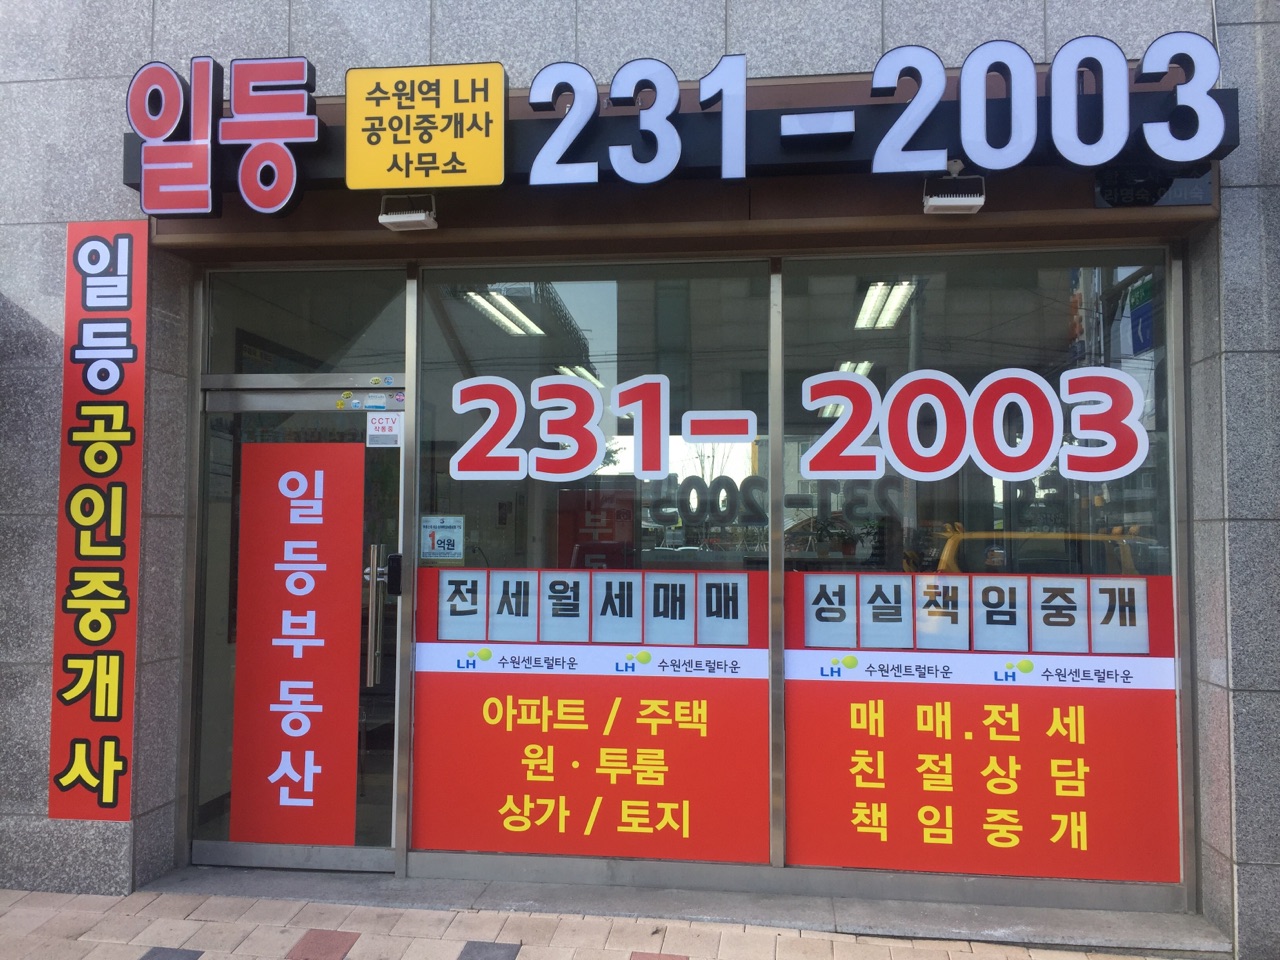 일등
수원역 LH
공인중개사
사무소
231-2003
일등공인중개사
CCTV
작동중
일등부동산
231-2003
1억원
전세월세매매
성실책임중개
LH 수원센트럴타운 LH 수원센트럴타운
LH 수원센트럴타운 LH 수원센트럴타운
아파트 / 주택
원 · 투룸
상가 / 토지
매매.전세
친절상담
책임중개